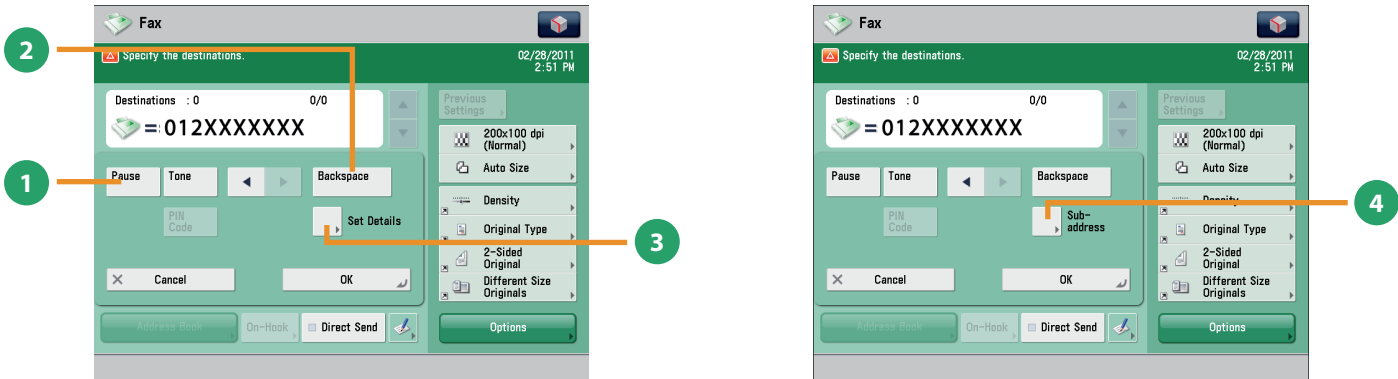 Fax
Specify the destinations.
02/28/2011
2:51 PM
Destinations : 0 0/0
=:012XXXXXXX
Previous
Settings
200x100 dpi
(Normal)
Auto Size
Pause Tone Backspace
PIN
Code
Set Details
Density
Original Type
2-Sided
Original
Different Size
Originals
Cancel OK
Address Book On-Hook Direct Send
Options
1
2
3
Fax
Specify the destinations.
02/28/2011
2:51 PM
Destinations : 0 0/0
=012XXXXXXX
Previous
Settings
200x100 dpi
(Normal)
Auto Size
Pause Tone Backspace
PIN
Code
Sub-
address
Density
Original Type
2-Sided
Original
Different Size
Originals
Cancel OK
Address Book On-Hook Direct Send
Options
4